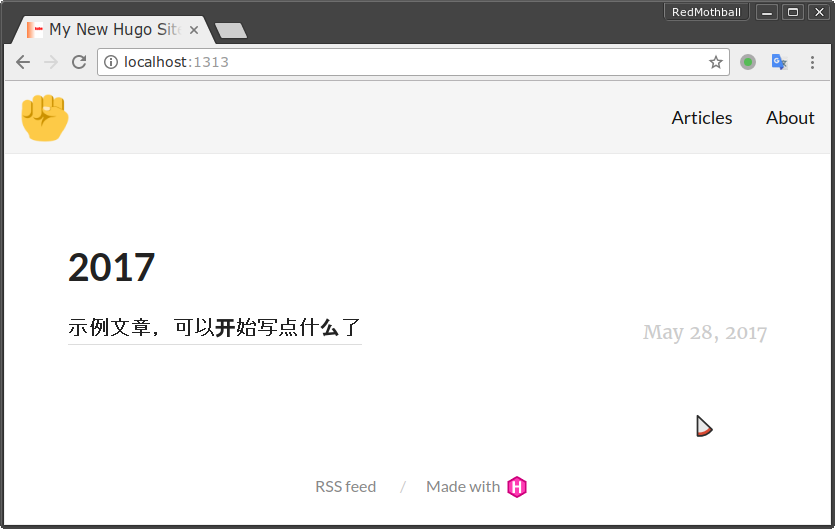 RedMothball
My New Hugo Site
localhost:1313
Articles
About
2017
示例文章，可以开始写点什么了
May 28, 2017
RSS feed / Made with H